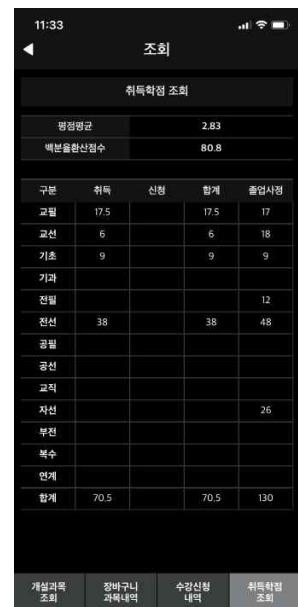 11:33
조회
취득학점 조회
평점평균 2.83
백분율환산점수 80.8
구분 취득 신청 합계 졸업사정
교필 17.5 17.5 17
교선 6 6 18
기초 9 9 9
기과
전필 12
전선 38 38 48
공필
공선
교직
자선 26
부전
복수
연계
합계 70.5 70.5 130
개설과목 장바구니 수강신청 취득학점
조회 과목내역 내역 조회